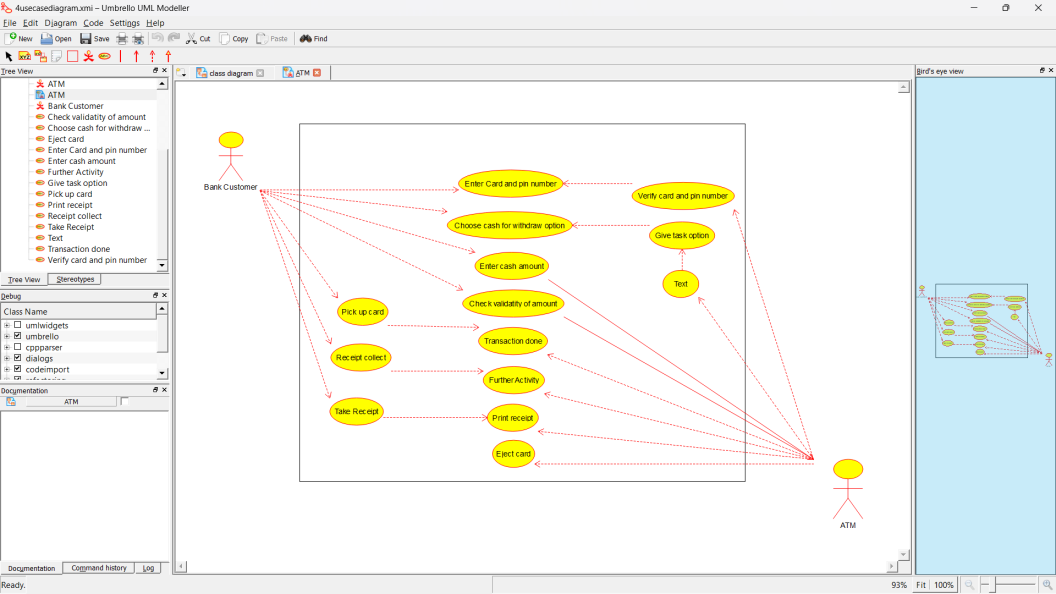 4usecasediagram.xmi – Umbrello UML Modeller
File Edit Diagram Code Settings Help
New Open Save Cut Copy Paste Find
Tree View
ATM
ATM
Bank Customer
Check validatity of amount
Choose cash for withdraw ...
Eject card
Enter Card and pin number
Enter cash amount
Further Activity
Give task option
Pick up card
Print receipt
Receipt collect
Take Receipt
Text
Transaction done
Verify card and pin number
Tree View Stereotypes
Debug
Class Name
umlwidgets
umbrello
cppparser
dialogs
codeimport
Documentation
ATM
Documentation Command history Log
class diagram ATM
Bank Customer
Enter Card and pin number
Verify card and pin number
Choose cash for withdraw option
Give task option
Enter cash amount
Text
Check validatity of amount
Pick up card
Transaction done
Receipt collect
Further Activity
Take Receipt
Print receipt
Eject card
ATM
Bird's eye view
Ready.
93% Fit 100%